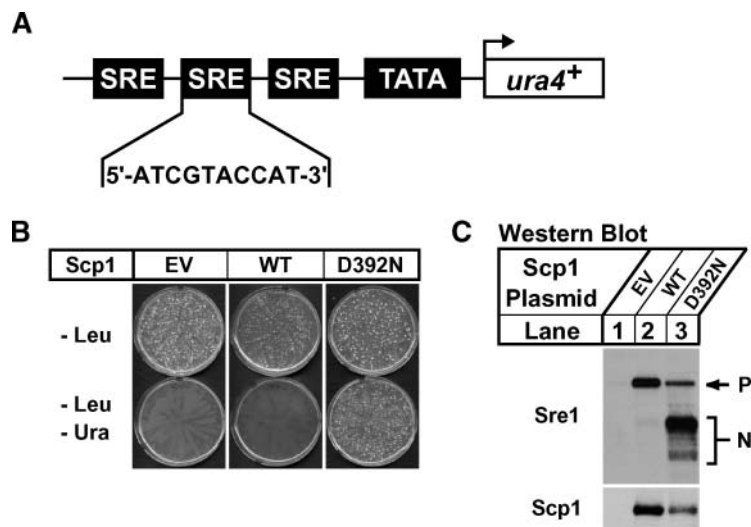 A
SRE SRE SRE TATA ura4+
5'-ATCGTACCAT-3'
B
Scp1 EV WT D392N
- Leu
- Leu
- Ura
C Western Blot
Scp1 Plasmid EV WT D392N
Lane 1 2 3
Sre1 P
N
Scp1